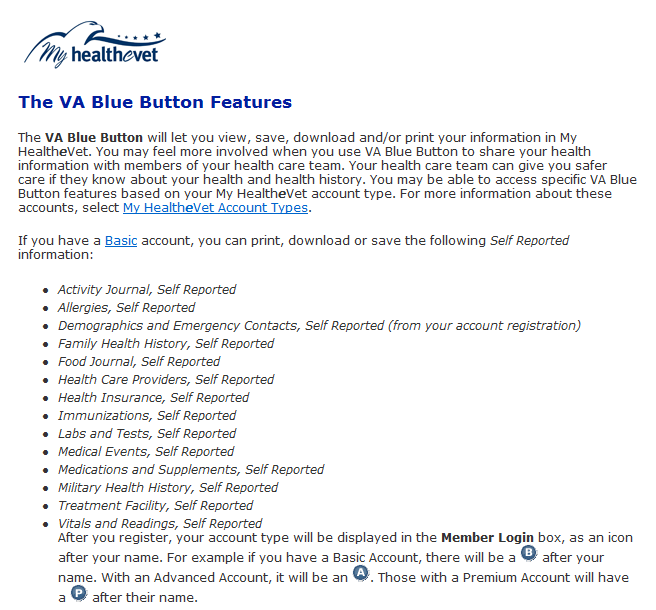 My healthevet
The VA Blue Button Features
The VA Blue Button will let you view, save, download and/or print your information in My
HealtheVet. You may feel more involved when you use VA Blue Button to share your health
information with members of your health care team. Your health care team can give you safer
care if they know about your health and health history. You may be able to access specific VA Blue
Button features based on your My HealtheVet account type. For more information about these
accounts, select My HealtheVet Account Types.
If you have a Basic account, you can print, download or save the following Self Reported
information:
• Activity Journal, Self Reported
• Allergies, Self Reported
• Demographics and Emergency Contacts, Self Reported (from your account registration)
• Family Health History, Self Reported
• Food Journal, Self Reported
• Health Care Providers, Self Reported
• Health Insurance, Self Reported
• Immunizations, Self Reported
• Labs and Tests, Self Reported
• Medical Events, Self Reported
• Medications and Supplements, Self Reported
• Military Health History, Self Reported
• Treatment Facility, Self Reported
• Vitals and Readings, Self Reported
After you register, your account type will be displayed in the Member Login box, as an icon
after your name. For example if you have a Basic Account, there will be a B after your
name. With an Advanced Account, it will be an A. Those with a Premium Account will have
a P after their name.